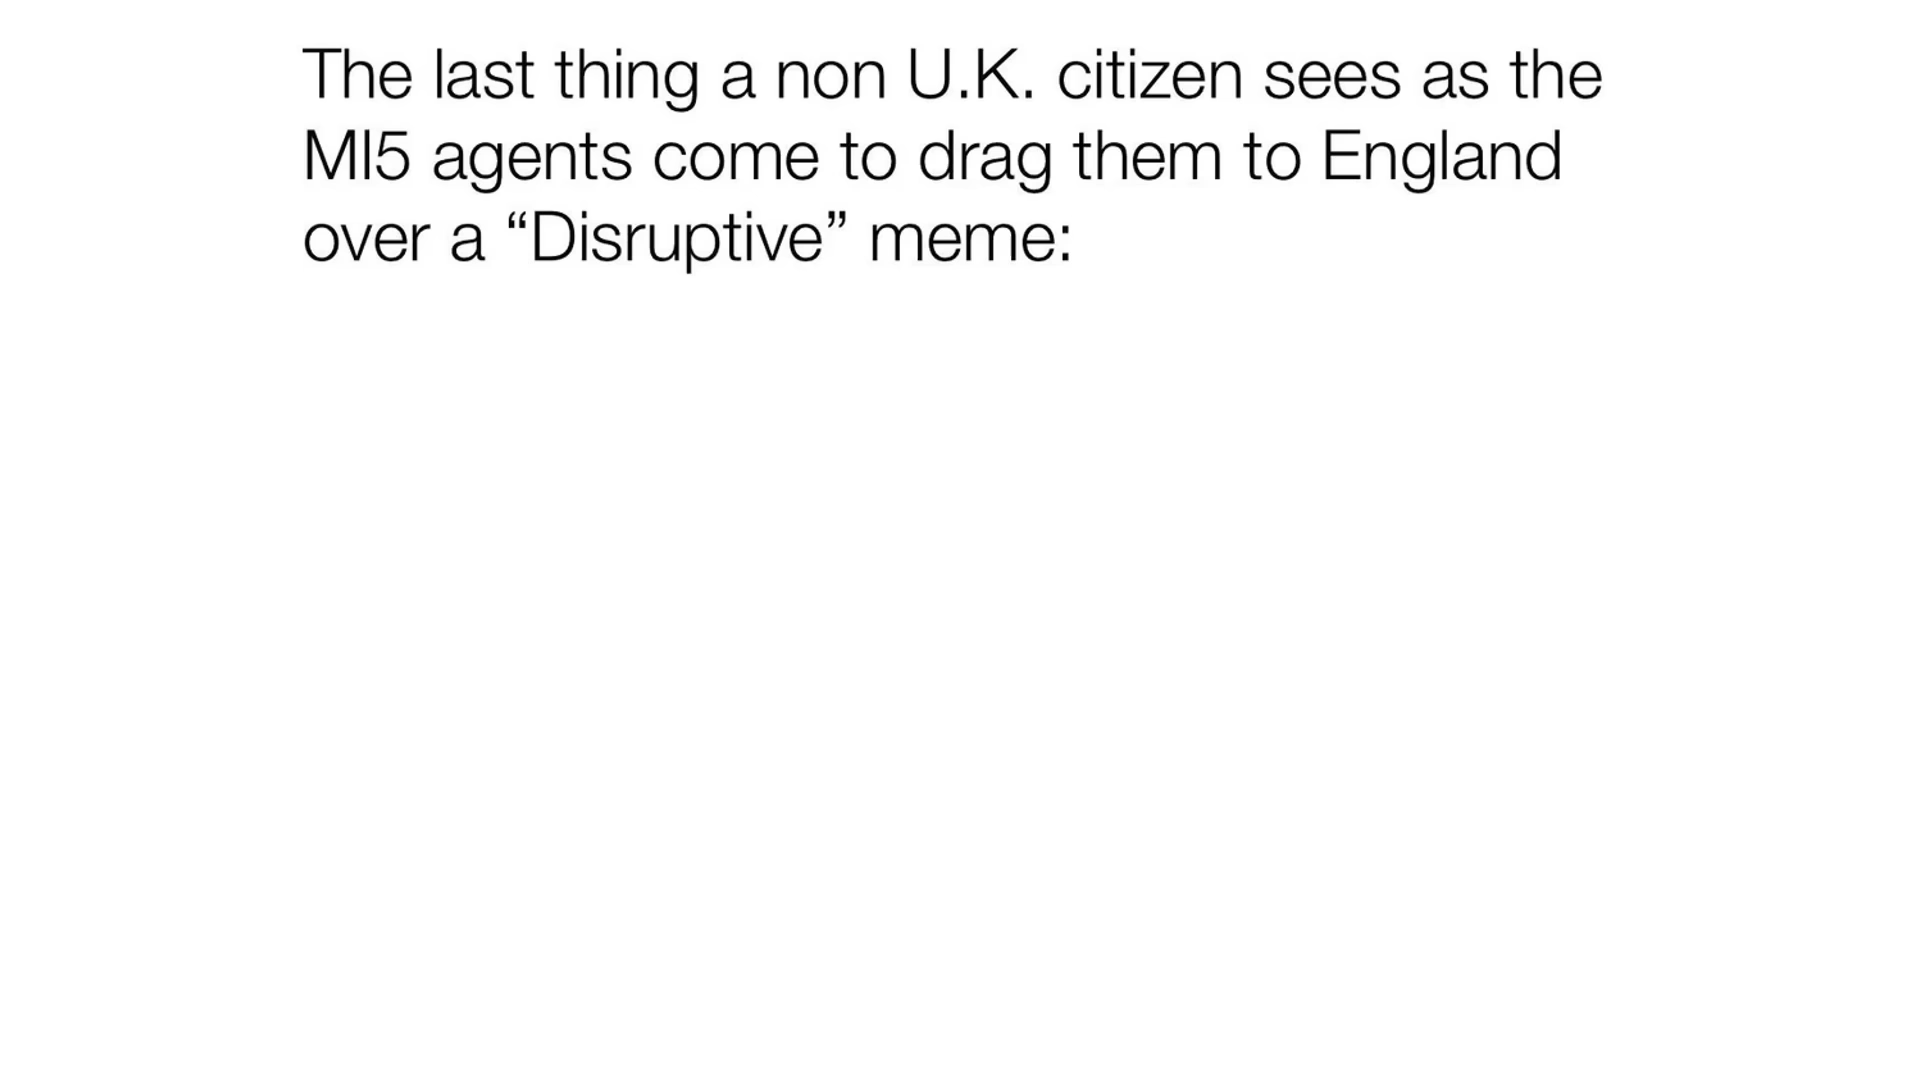 The last thing a non U.K. citizen sees as the
MI5 agents come to drag them to England
over a “Disruptive” meme: